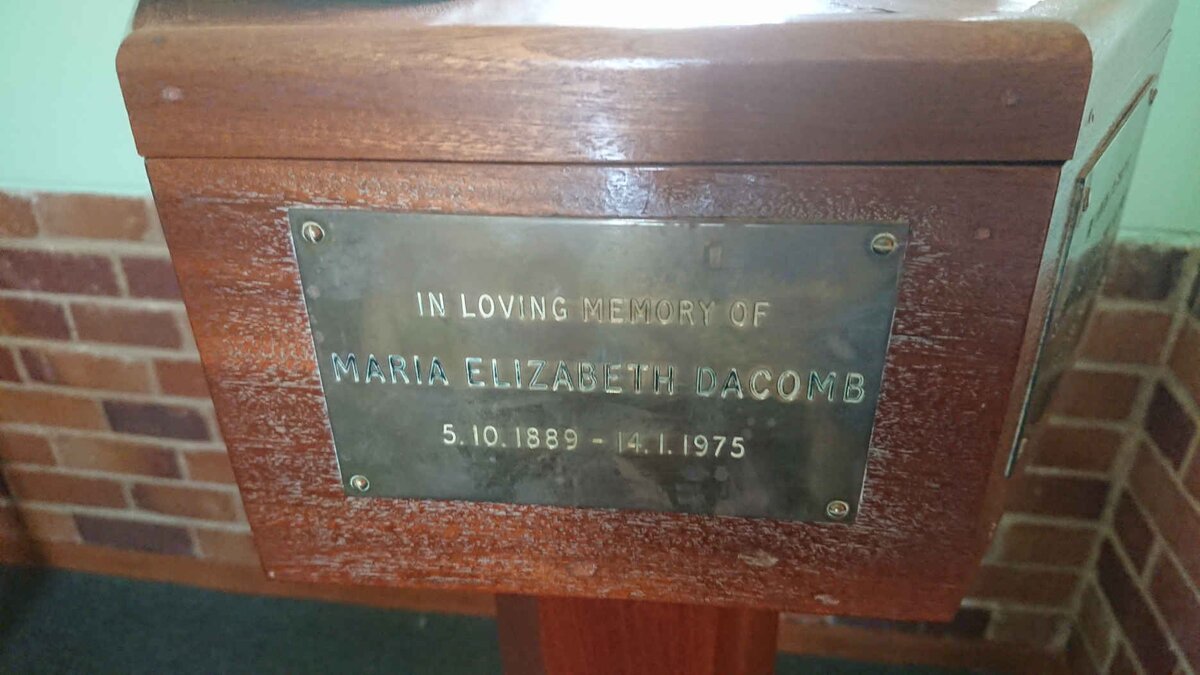 IN LOVING MEMORY OF
MARIA ELIZABETH DACOMB
5.10.1889 - 14.1.1975